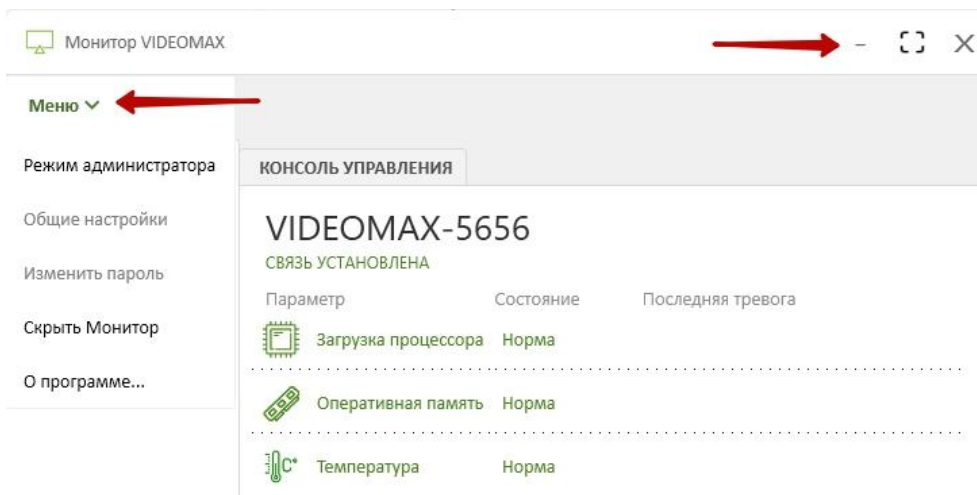 Монитор VIDEOMAX
Меню
Режим администратора
Общие настройки
Изменить пароль
Скрыть Монитор
О программе...
КОНСОЛЬ УПРАВЛЕНИЯ
VIDEOMAX-5656
СВЯЗЬ УСТАНОВЛЕНА
Параметр Состояние Последняя тревога
Загрузка процессора Норма
Оперативная память Норма
C° Температура Норма